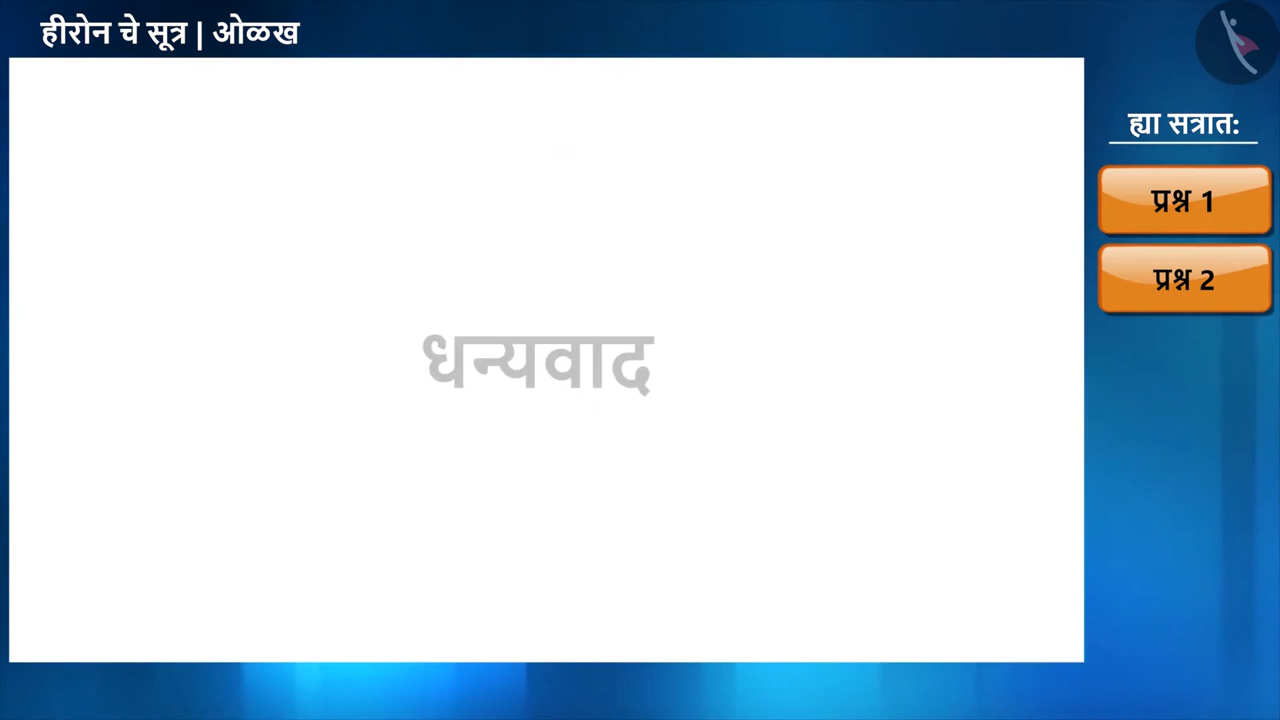 हीरोन चे सूत्र | ओळख
ह्या सत्रात:
प्रश्न 1
प्रश्न 2
धन्यवाद